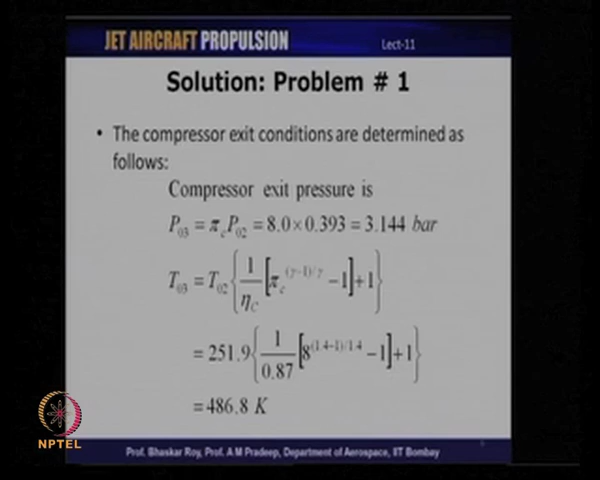 JET AIRCRAFT PROPULSION Lect-11
Solution: Problem # 1
• The compressor exit conditions are determined as
follows:
Compressor exit pressure is
P₀₃ = π_c P₀₂ = 8.0×0.393 = 3.144 bar
T₀₃ = T₀₂ { 1/η_C [π_c^(γ−1)/γ − 1] + 1 }
= 251.9 { 1/0.87 [8^(1.4−1)/1.4 − 1] + 1 }
= 486.8 K
NPTEL
Prof. Bhaskar Roy, Prof. A M Pradeep, Department of Aerospace, IIT Bombay